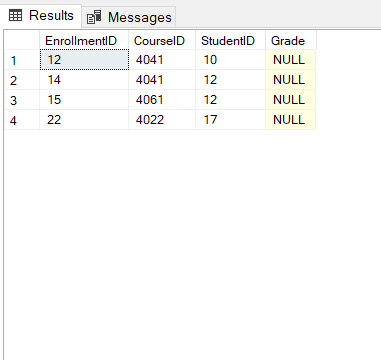 Results Messages
EnrollmentID CourseID StudentID Grade
1 12 4041 10 NULL
2 14 4041 12 NULL
3 15 4061 12 NULL
4 22 4022 17 NULL